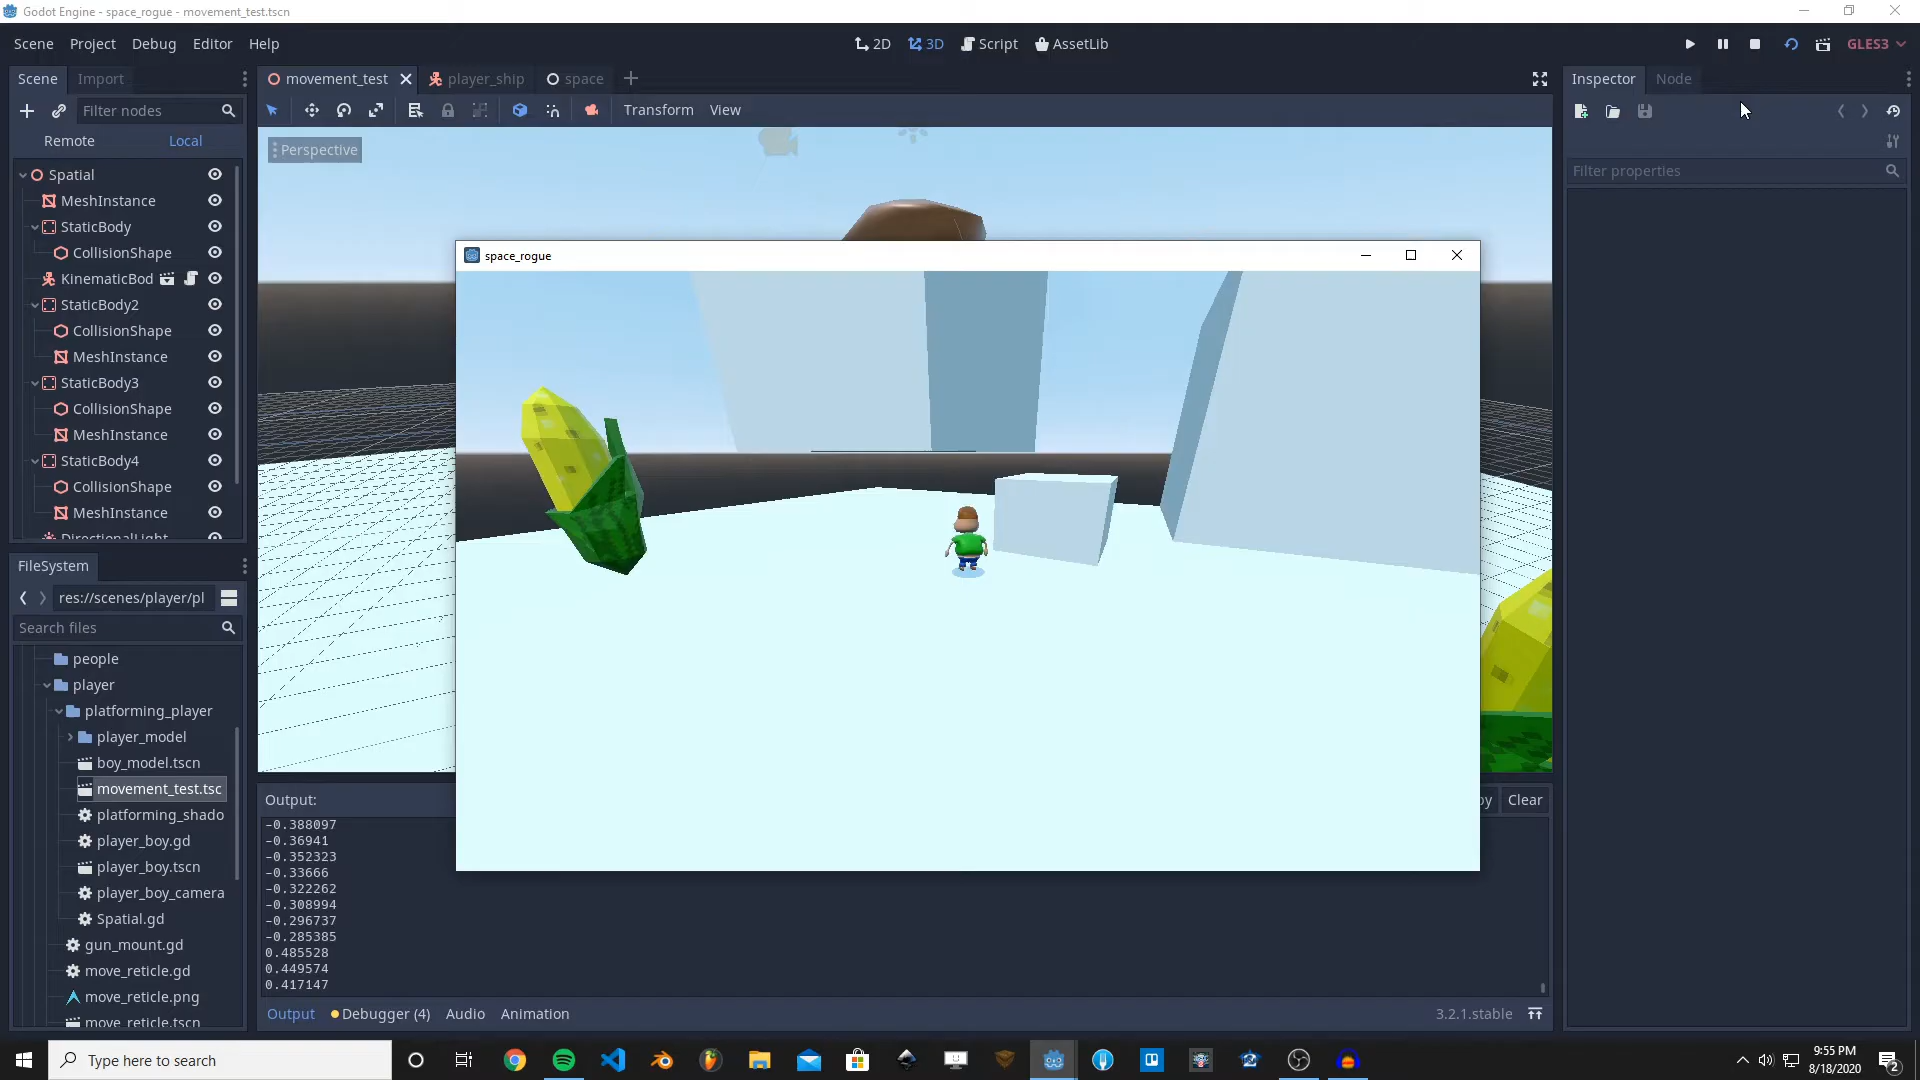 Godot Engine - space_rogue - movement_test.tscn
Scene Project Debug Editor Help
2D 3D Script AssetLib
GLES3
Scene Import
movement_test player_ship space
Inspector Node
Filter nodes
Transform View
Remote Local
Perspective
Filter properties
Spatial
MeshInstance
StaticBody
CollisionShape
KinematicBod
StaticBody2
CollisionShape
MeshInstance
StaticBody3
CollisionShape
MeshInstance
StaticBody4
CollisionShape
MeshInstance
DirectionalLight
space_rogue
FileSystem
res://scenes/player/pl
Search files
people
player
platforming_player
player_model
boy_model.tscn
movement_test.tsc
platforming_shado
player_boy.gd
player_boy.tscn
player_boy_camera
Spatial.gd
gun_mount.gd
move_reticle.gd
move_reticle.png
move_reticle.tscn
Output:
py Clear
-0.388097
-0.36941
-0.352323
-0.33666
-0.322262
-0.308994
-0.296737
-0.285385
0.485528
0.449574
0.417147
Output Debugger (4) Audio Animation
3.2.1.stable
Type here to search
9:55 PM
8/18/2020
2